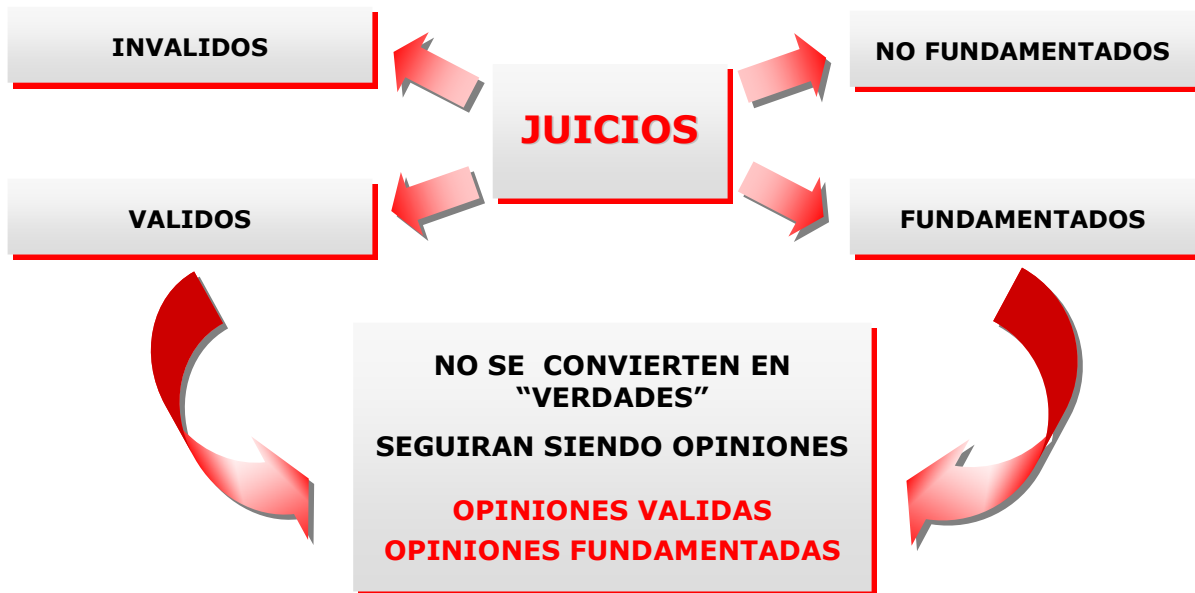 INVALIDOS
NO FUNDAMENTADOS
JUICIOS
VALIDOS
FUNDAMENTADOS
NO SE CONVIERTEN EN
“VERDADES”
SEGUIRAN SIENDO OPINIONES
OPINIONES VALIDAS
OPINIONES FUNDAMENTADAS